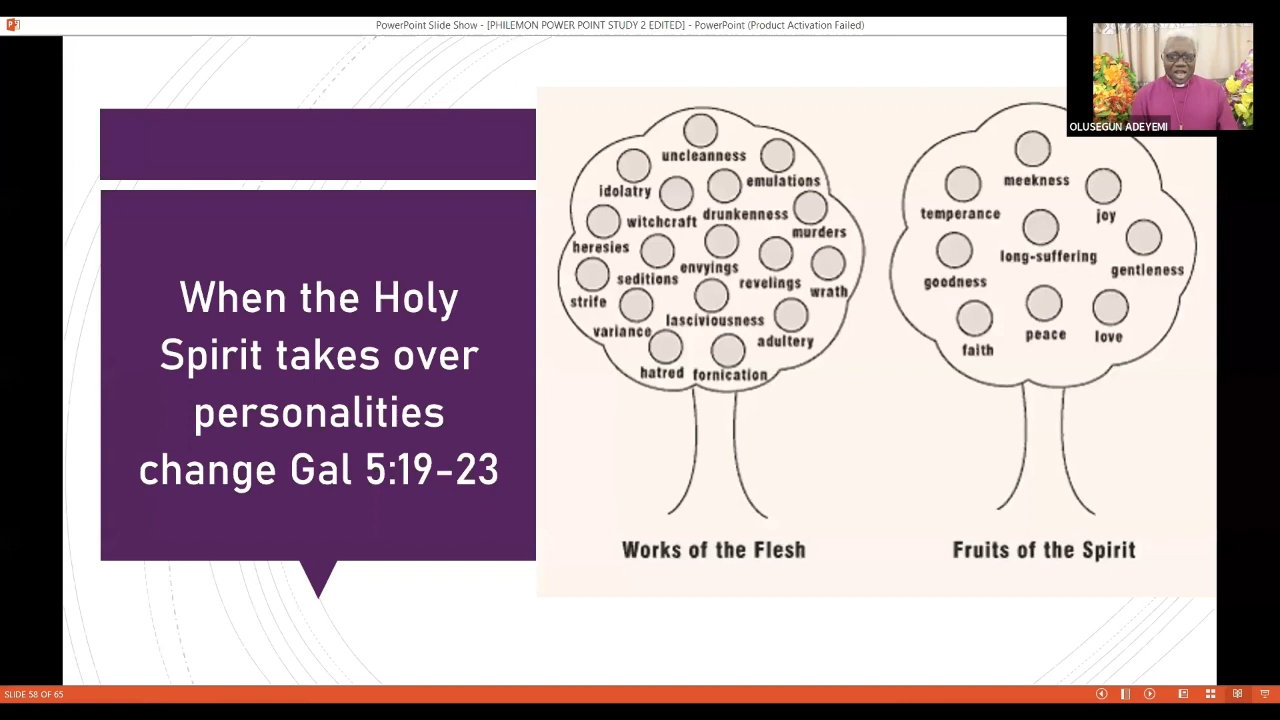 PowerPoint Slide Show - [PHILEMON POWER POINT STUDY 2 EDITED] - PowerPoint (Product Activation Failed)
OLUSEGUN ADEYEMI
When the Holy
Spirit takes over
personalities
change Gal 5:19-23
uncleanness
idolatry
emulations
witchcraft
drunkenness
murders
heresies
seditions
envyings
revelings
wrath
strife
variance
lasciviousness
adultery
hatred
fornication
Works of the Flesh
meekness
temperance
joy
long-suffering
gentleness
goodness
faith
peace
love
Fruits of the Spirit
SLIDE 58 OF 65